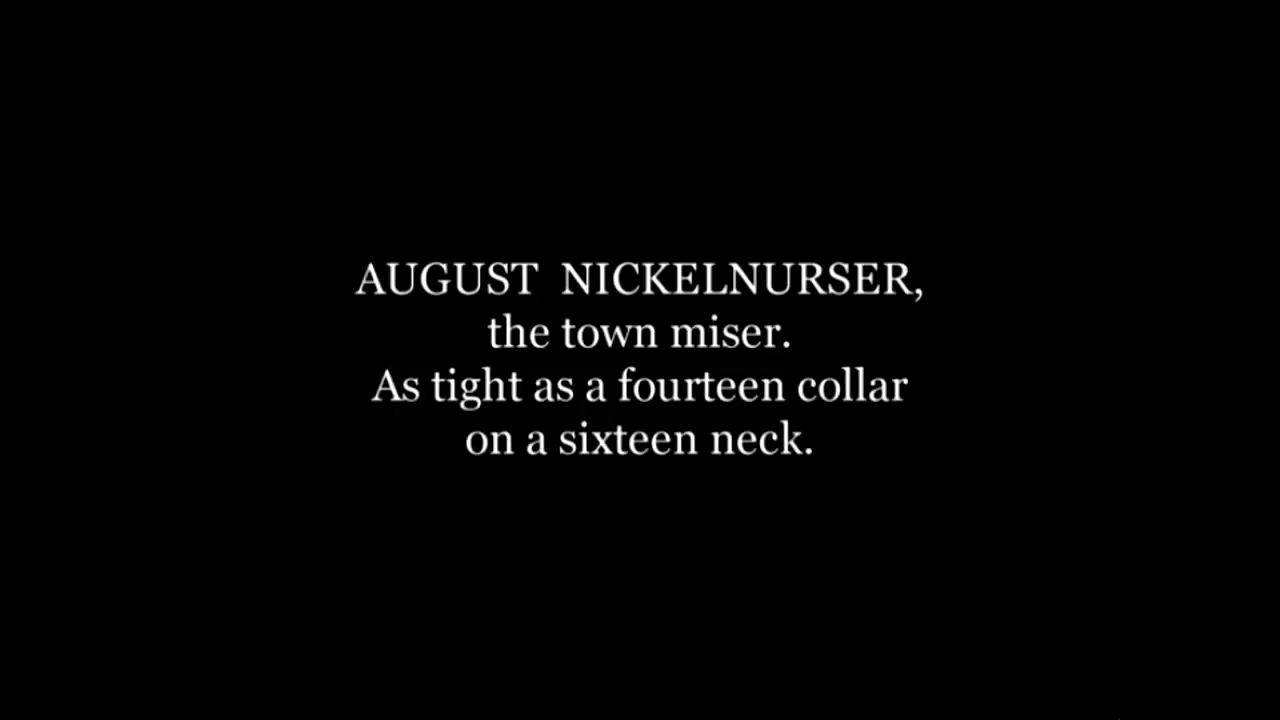 AUGUST NICKELNURSER,
the town miser.
As tight as a fourteen collar
on a sixteen neck.